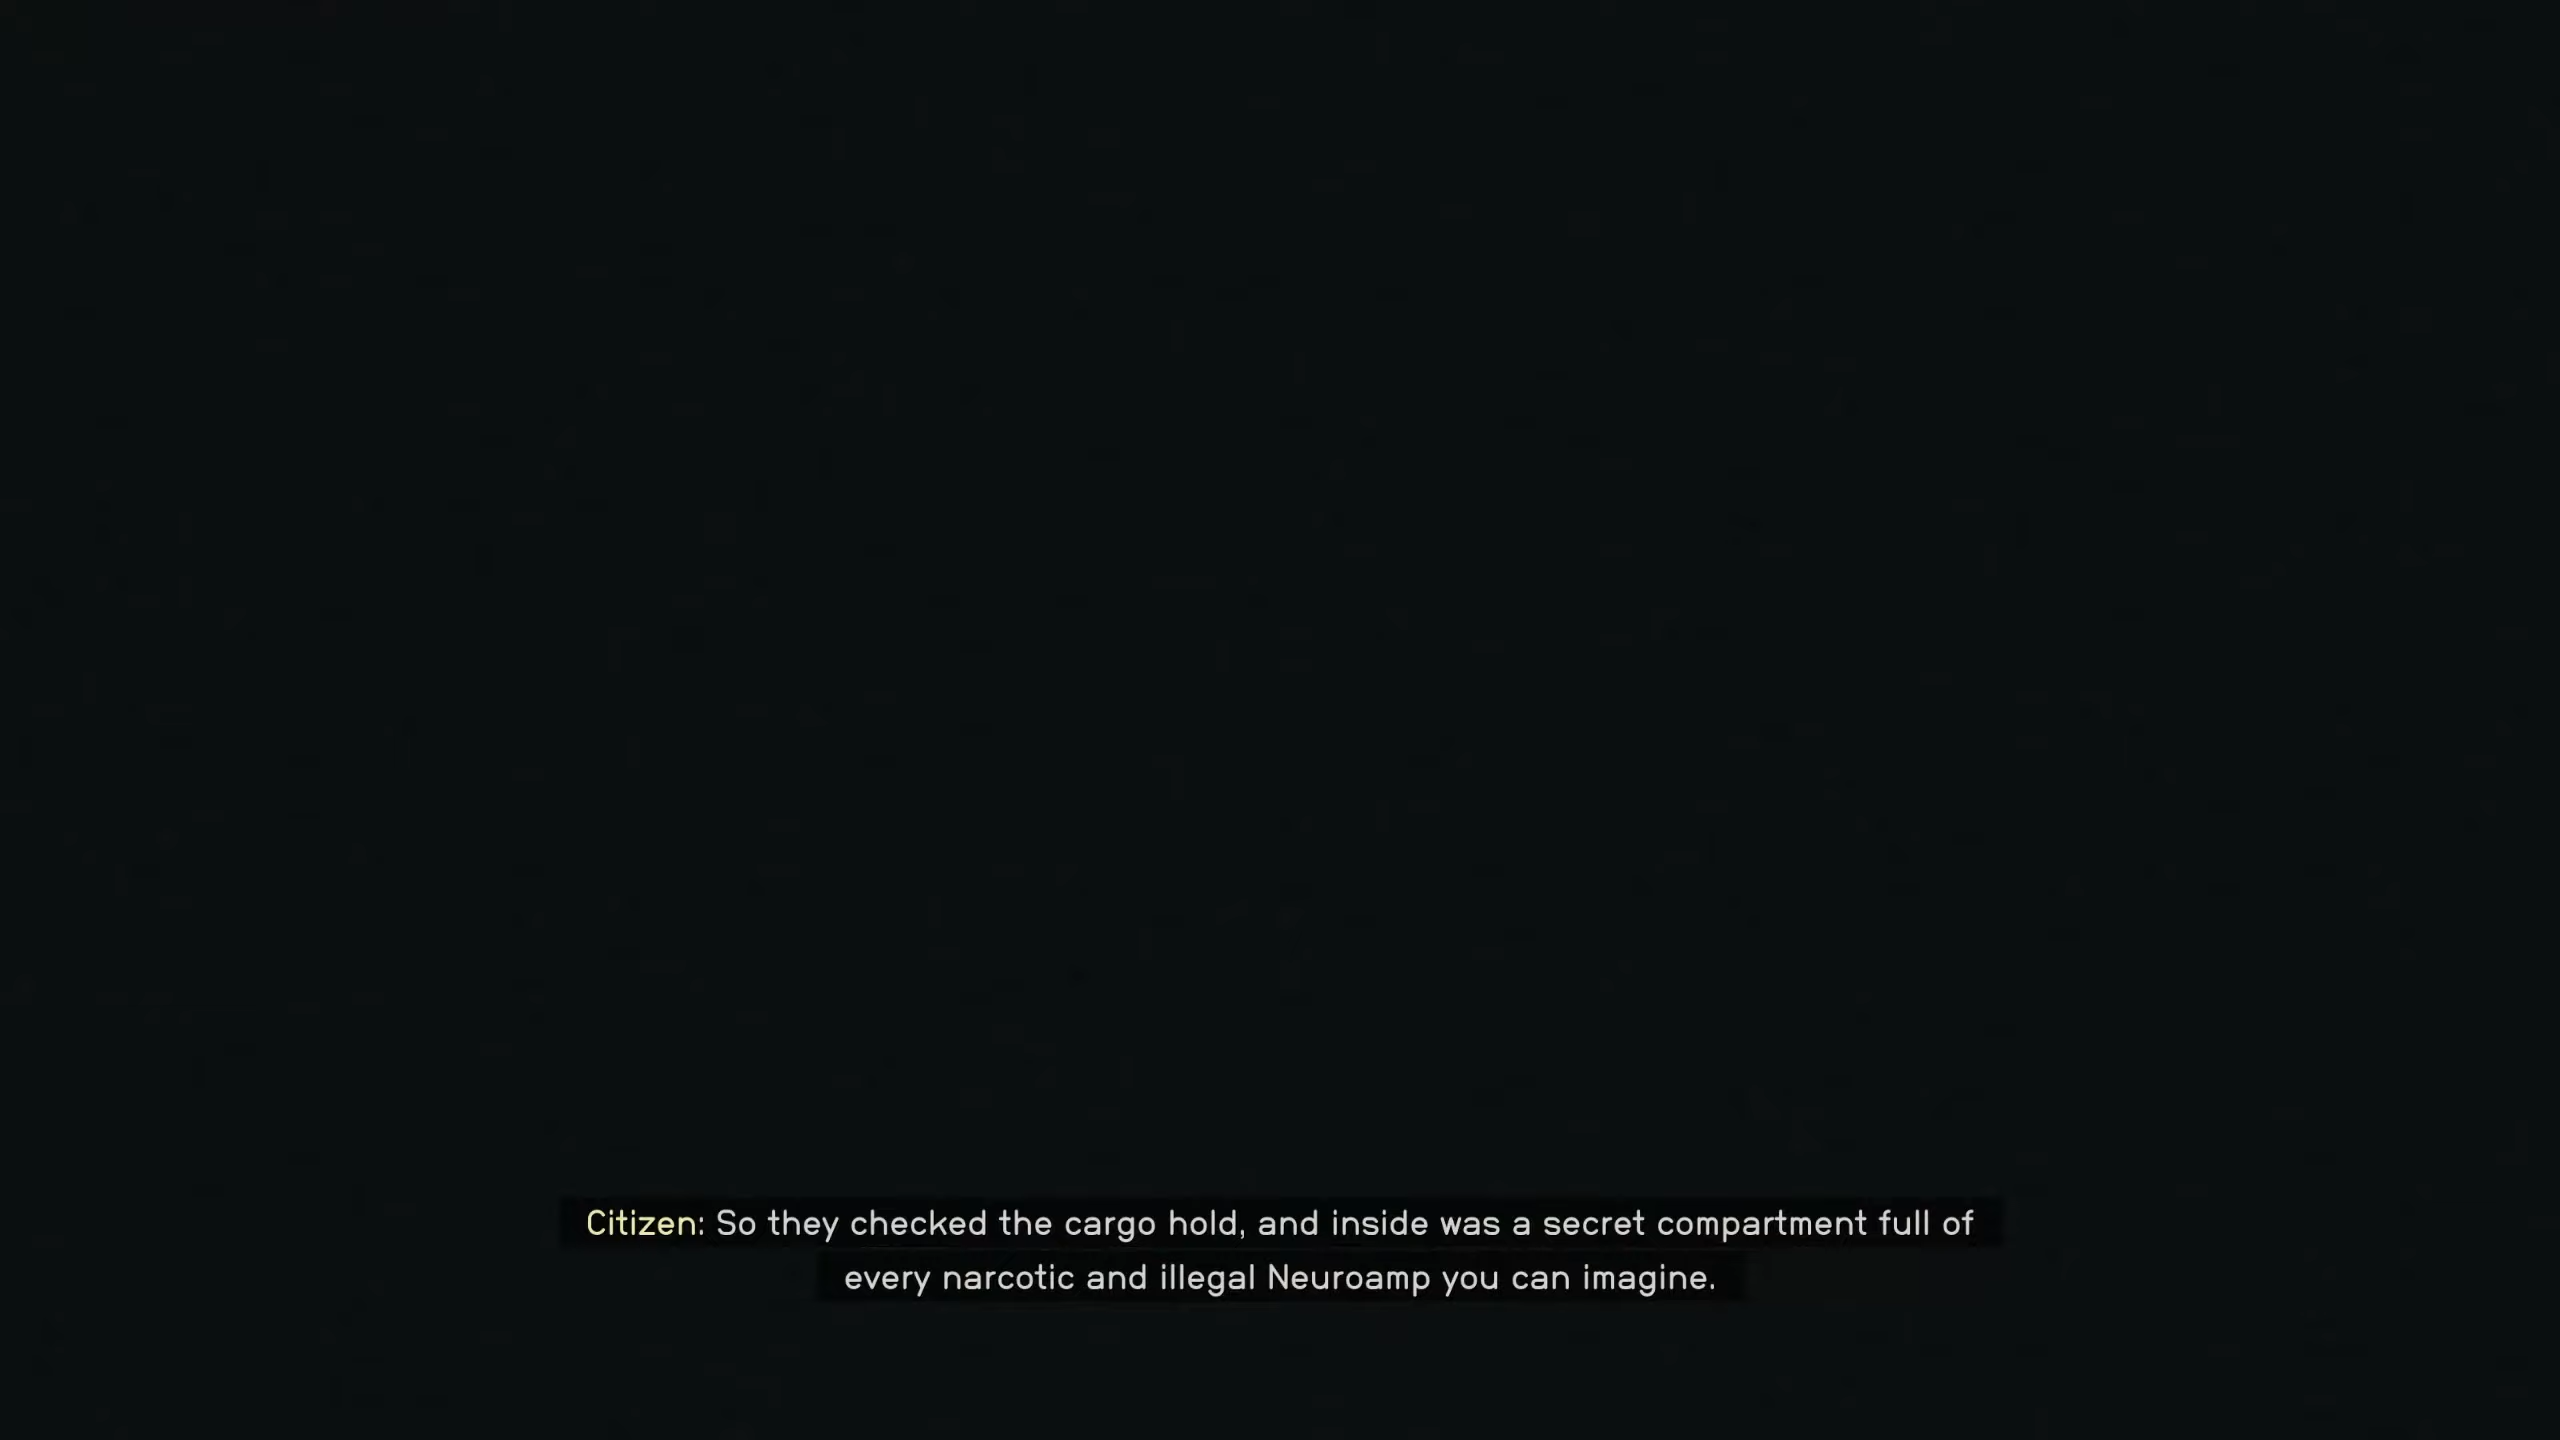 Citizen: So they checked the cargo hold, and inside was a secret compartment full of
every narcotic and illegal Neuroamp you can imagine.